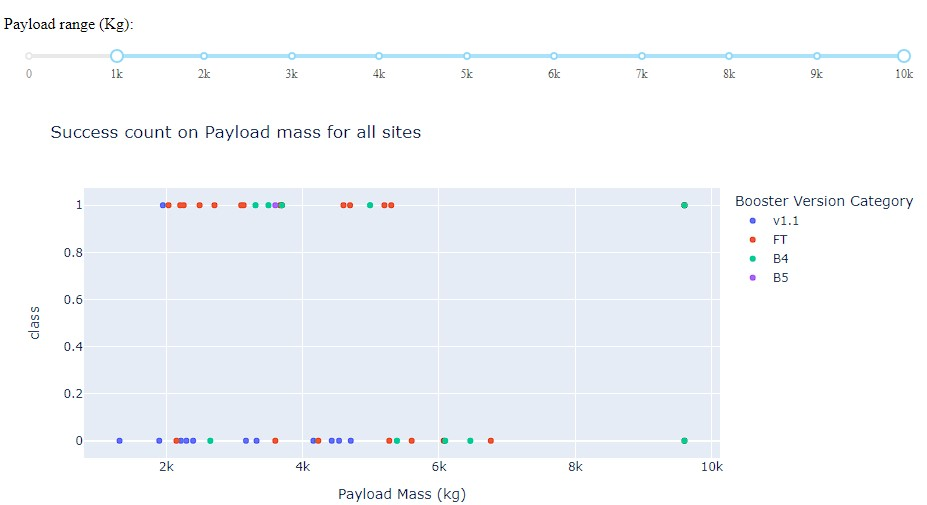 Payload range (Kg):
0 1k 2k 3k 4k 5k 6k 7k 8k 9k 10k
Success count on Payload mass for all sites
Booster Version Category
v1.1
FT
B4
B5
1
0.8
0.6
0.4
0.2
0
class
2k 4k 6k 8k 10k
Payload Mass (kg)